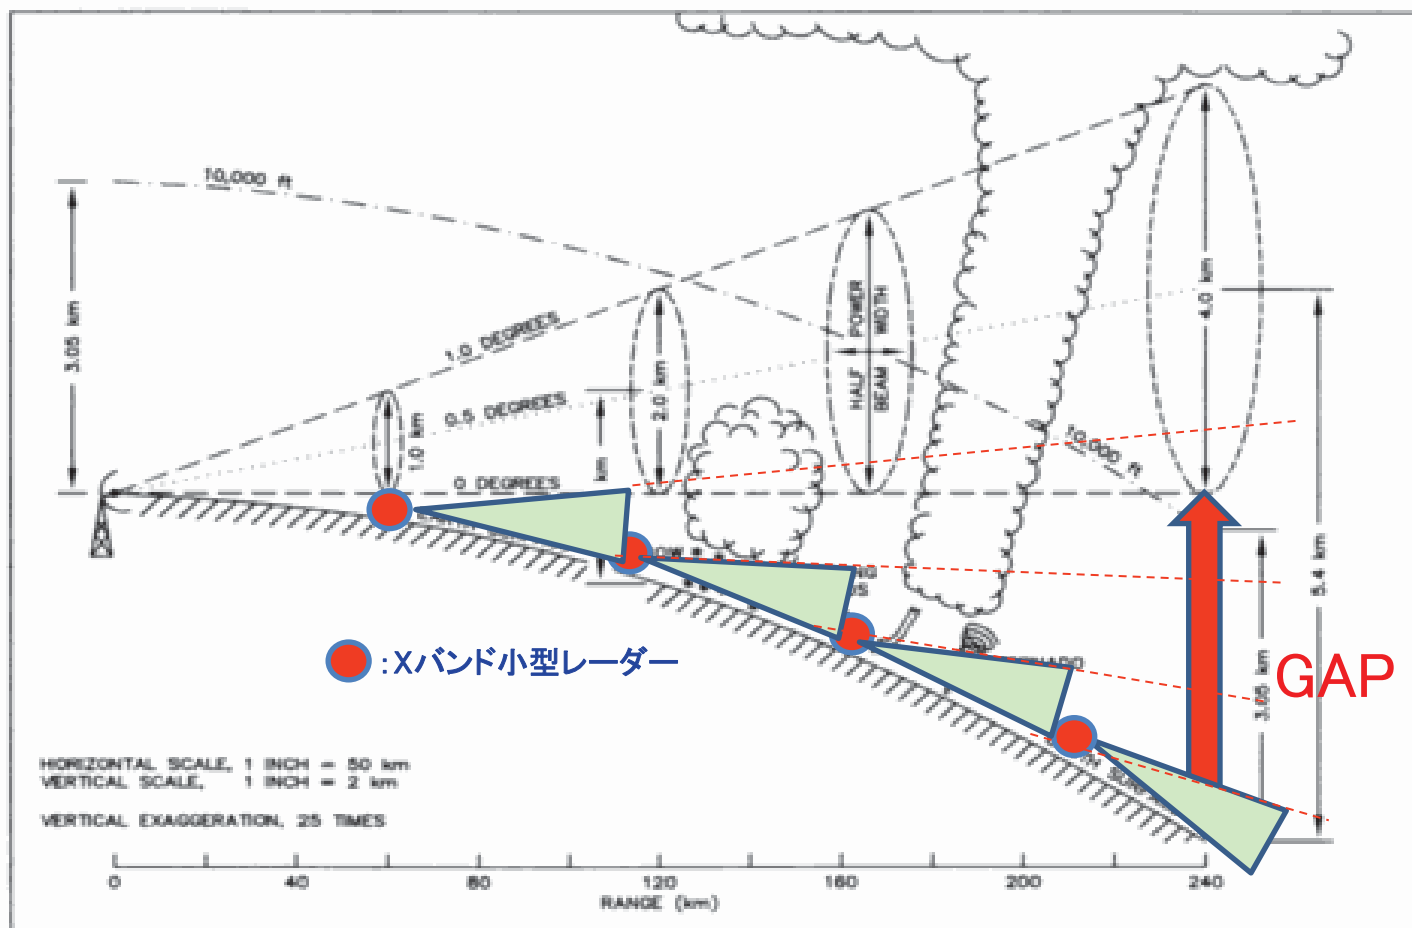 10,000 ft
3.05 km
1.0 DEGREES
0.5 DEGREES
0 DEGREES
1.0 km
2.0 km
km
HALF POWER
BEAM WIDTH
4.0 km
10,000 ft
5.4 km
3.05 km
GAP
:Xバンド小型レーダー
HORIZONTAL SCALE, 1 INCH = 50 km
VERTICAL SCALE, 1 INCH = 2 km
VERTICAL EXAGGERATION, 25 TIMES
0 40 80 120 160 200 240
RANGE (km)